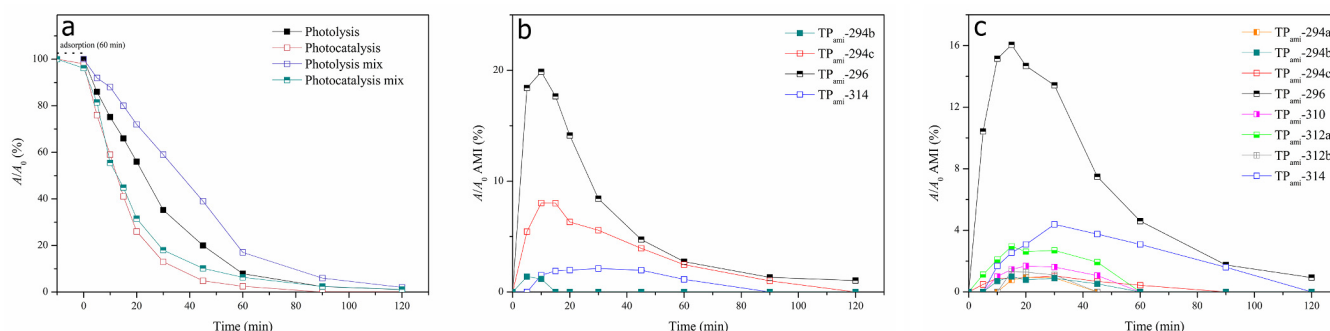 a
adsorption (60 min)
Photolysis
Photocatalysis
Photolysis mix
Photocatalysis mix
100
80
60
40
20
0
A/A0 (%)
0 20 40 60 80 100 120 140
Time (min)
b
TPami-294b
TPami-294c
TPami-296
TPami-314
20
10
0
A/A0 AMI (%)
0 20 40 60 80 100 120
Time (min)
c
TPami-294a
TPami-294b
TPami-294c
TPami-296
TPami-310
TPami-312a
TPami-312b
TPami-314
16
12
8
4
0
A/A0 AMI (%)
0 20 40 60 80 100 120
Time (min)